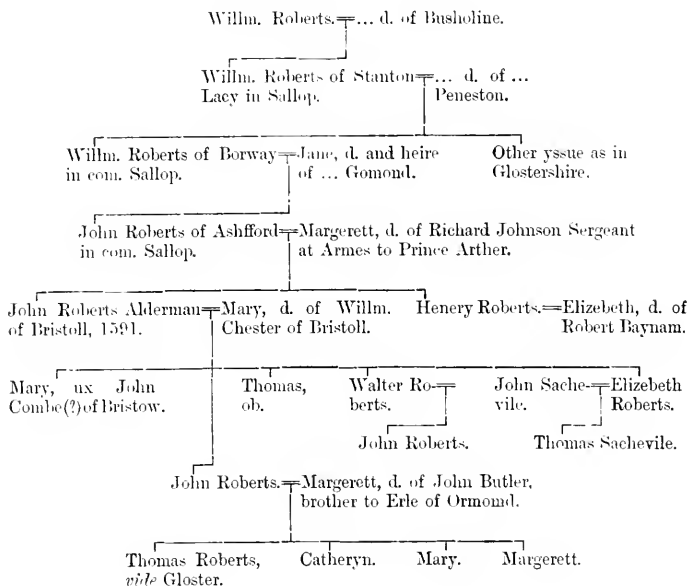 Willm. Roberts.=... d. of Busholine.
Willm. Roberts of Stanton=... d. of ...
Lacy in Sallop. Peneston.
Willm. Roberts of Borway=Jane, d. and heire Other yssue as in
in com. Sallop. of ... Gomond. Glostershire.
John Roberts of Ashfford=Margerett, d. of Richard Johnson Sergeant
in com. Sallop. at Armes to Prince Arther.
John Roberts Alderman=Mary, d. of Willm. Henery Roberts.=Elizebeth, d. of
of Bristoll, 1591. Chester of Bristoll. Robert Baynam.
Mary, ux John Thomas, Walter Ro-= John Sache-=Elizebeth
Combe(?) of Bristow. ob. berts. vile. Roberts.
John Roberts. Thomas Sachevile.
John Roberts.=Margerett, d. of John Butler,
brother to Erle of Ormond.
Thomas Roberts, Catheryn. Mary. Margerett.
vide Gloster.